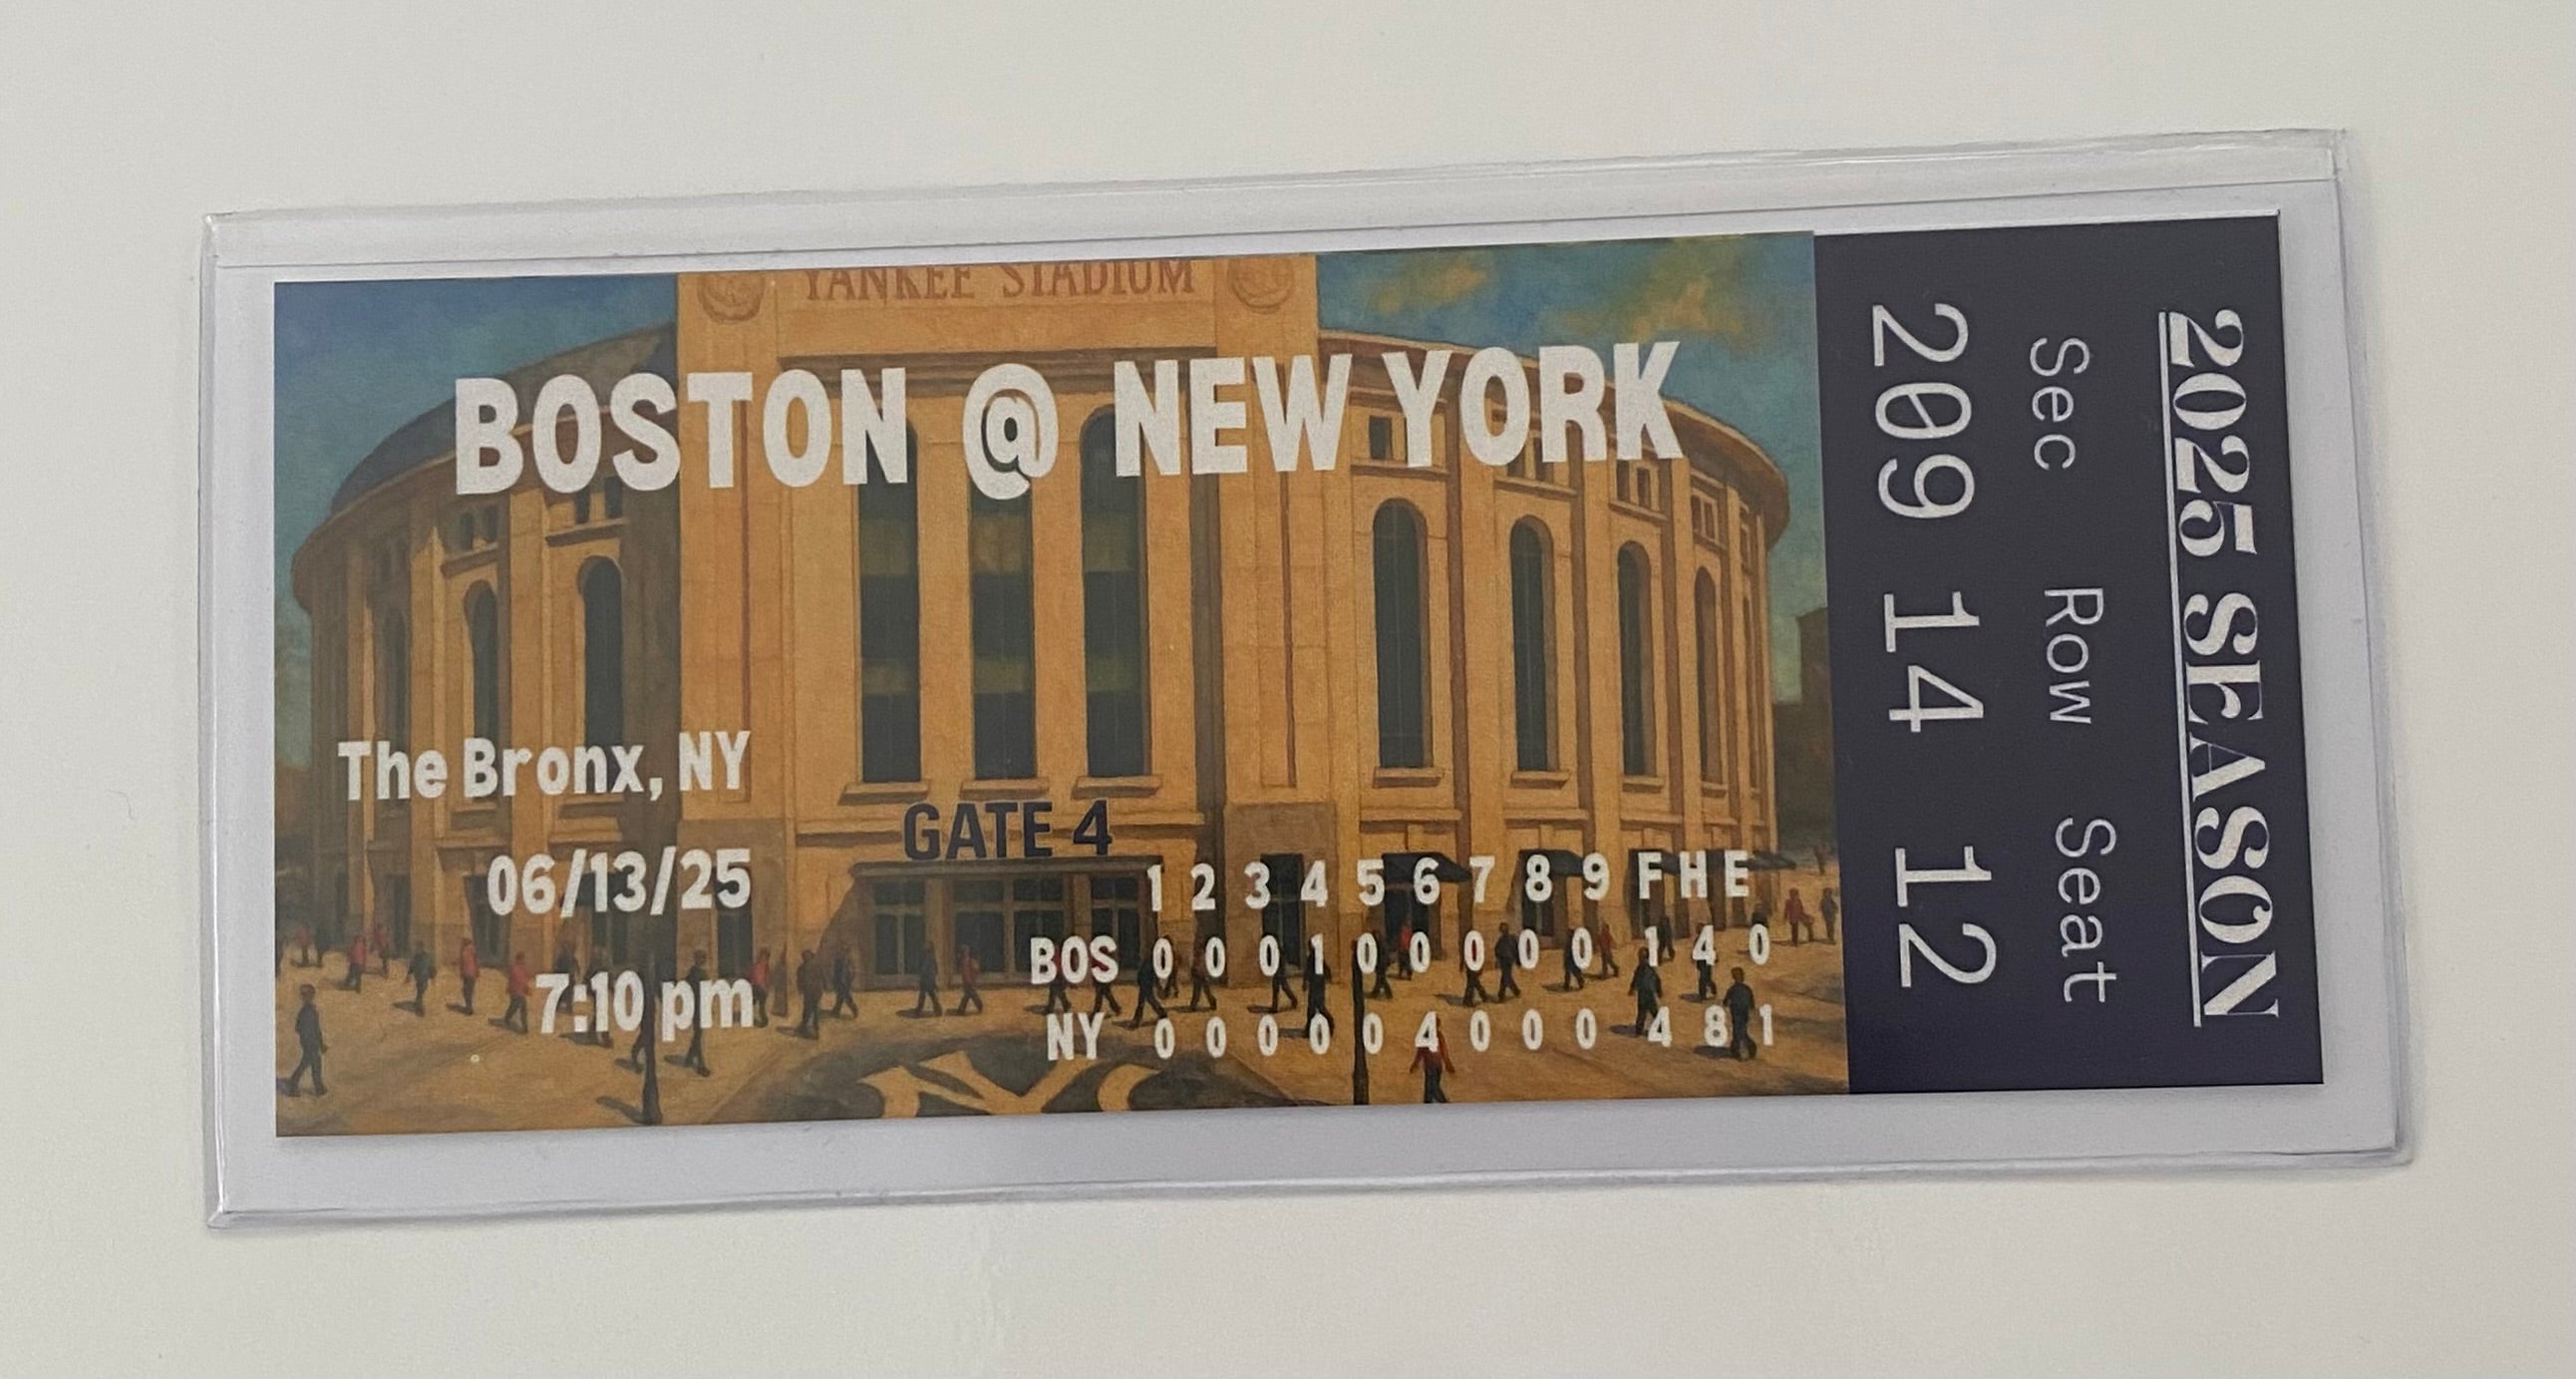 YANKEE STADIUM
BOSTON @ NEW YORK
The Bronx, NY
06/13/25
7:10 pm
GATE 4
1 2 3 4 5 6 7 8 9 F H E
BOS 0 0 0 1 0 0 0 0 0 1 4 0
NY 0 0 0 0 0 4 0 0 0 4 8 1
NY
2025 SEASON
Sec Row Seat
209 14 12